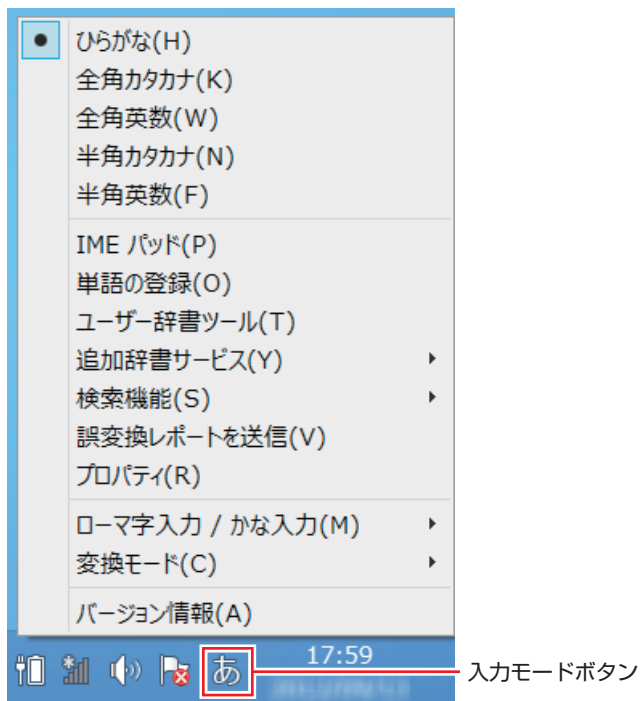 ひらがな(H)
全角カタカナ(K)
全角英数(W)
半角カタカナ(N)
半角英数(F)
IME パッド(P)
単語の登録(O)
ユーザー辞書ツール(T)
追加辞書サービス(Y)
検索機能(S)
誤変換レポートを送信(V)
プロパティ(R)
ローマ字入力 / かな入力(M)
変換モード(C)
バージョン情報(A)
あ 17:59
入力モードボタン